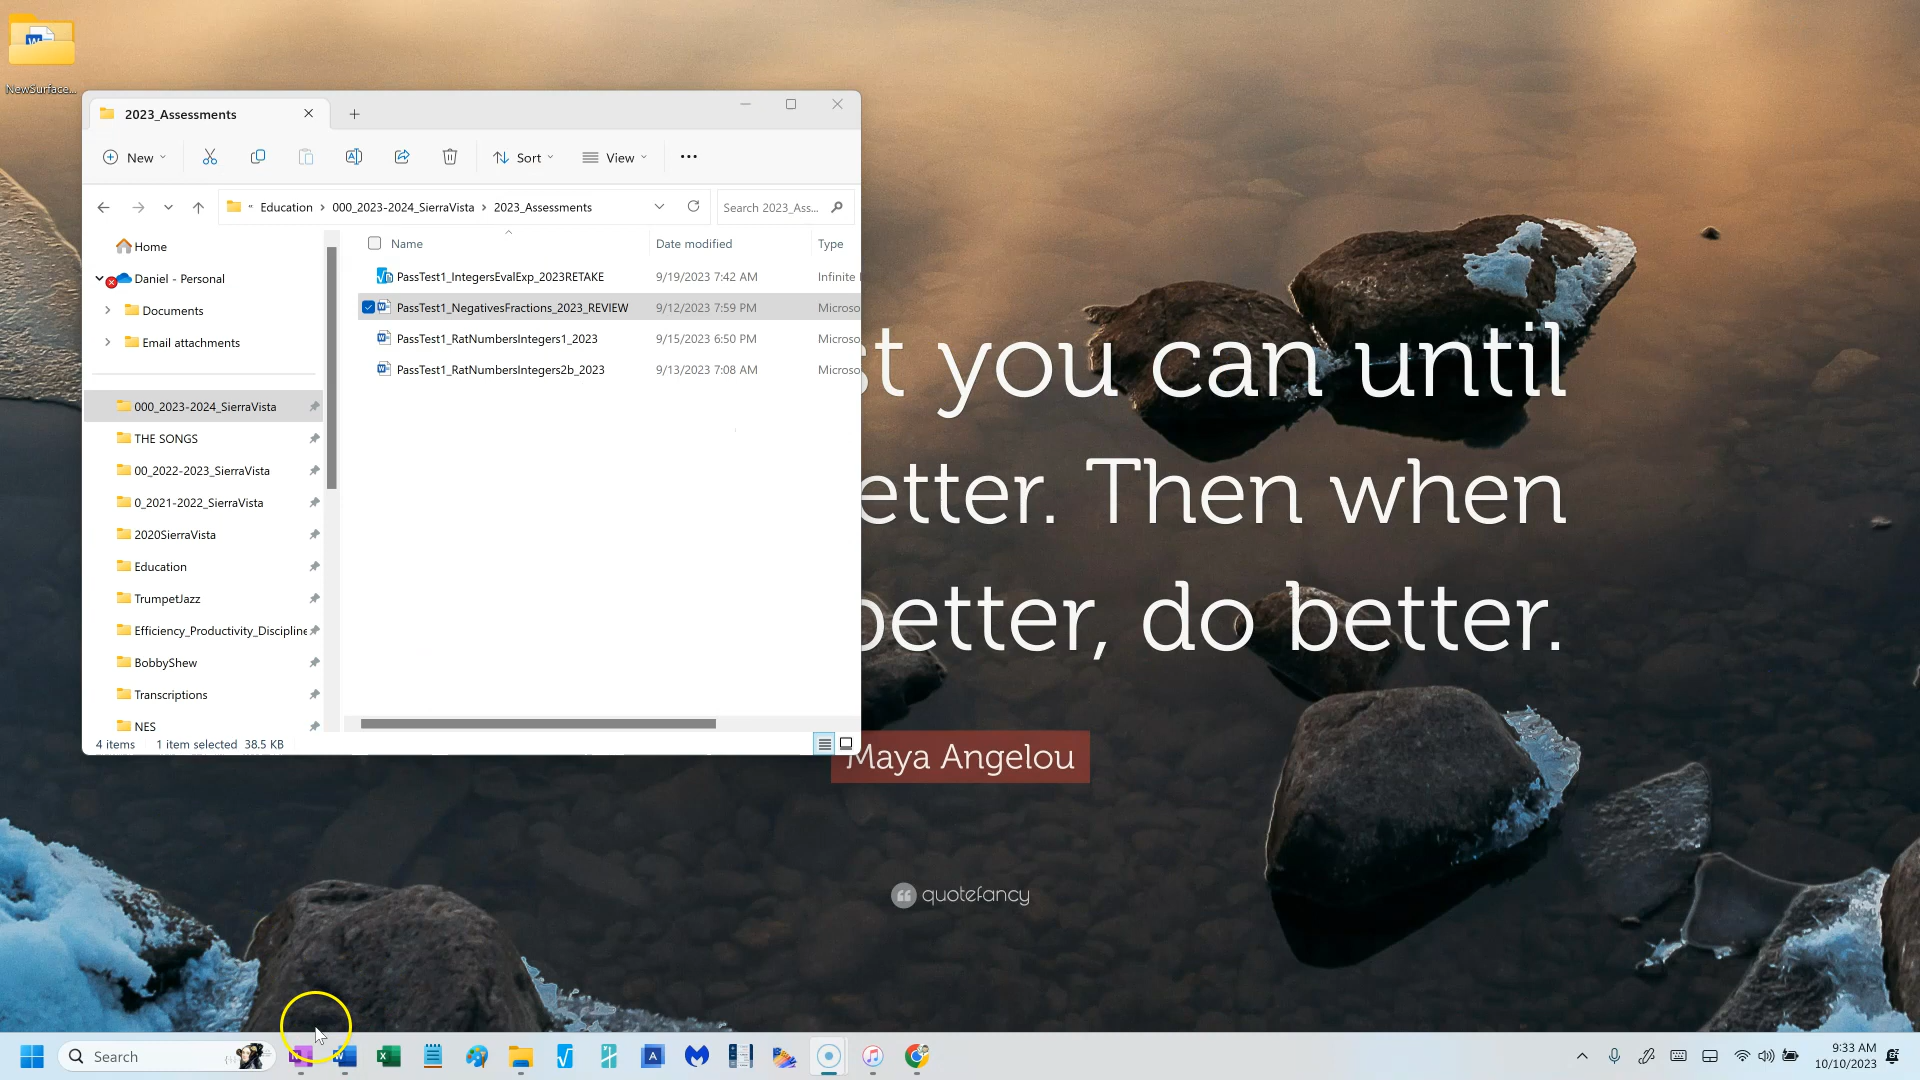 NewSurface...
2023_Assessments
New
Sort
View
Education
000_2023-2024_SierraVista
2023_Assessments
Search 2023_Ass...
Home
Daniel - Personal
Documents
Email attachments
000_2023-2024_SierraVista
THE SONGS
00_2022-2023_SierraVista
0_2021-2022_SierraVista
2020SierraVista
Education
TrumpetJazz
Efficiency_Productivity_Discipline
BobbyShew
Transcriptions
NES
Name Date modified Type
PassTest1_IntegersEvalExp_2023RETAKE 9/19/2023 7:42 AM Infinite
PassTest1_NegativesFractions_2023_REVIEW 9/12/2023 7:59 PM Microso
PassTest1_RatNumbersIntegers1_2023 9/15/2023 6:50 PM Microso
PassTest1_RatNumbersIntegers2b_2023 9/13/2023 7:08 AM Microso
4 items 1 item selected 38.5 KB
st you can until
etter. Then when
better, do better.
Maya Angelou
quotefancy
Search
9:33 AM
10/10/2023